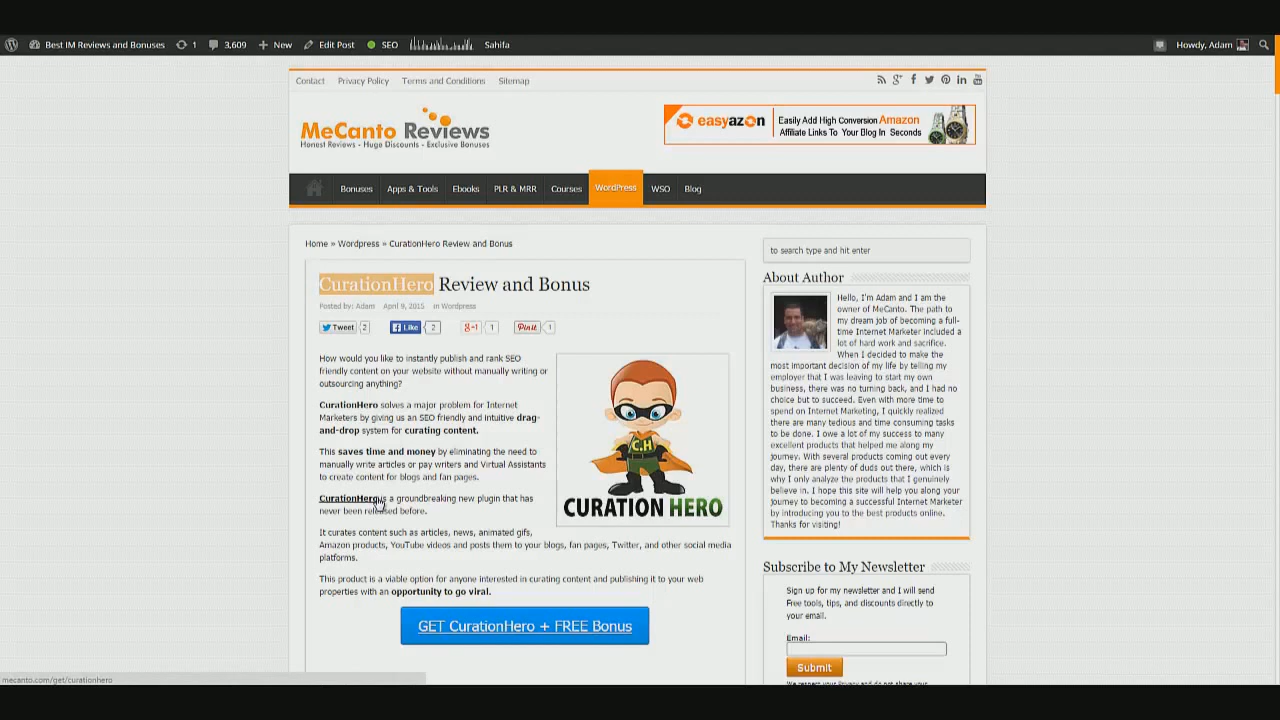 Best IM Reviews and Bonuses 1 3,609 New Edit Post SEO Sahifa Howdy, Adam
Contact Privacy Policy Terms and Conditions Sitemap
MeCanto Reviews
Honest Reviews - Huge Discounts - Exclusive Bonuses
easyazon
Easily Add High Conversion Amazon
Affiliate Links To Your Blog In Seconds
Bonuses Apps & Tools Ebooks PLR & MRR Courses WordPress WSO Blog
Home » Wordpress » CurationHero Review and Bonus
CurationHero Review and Bonus
Posted by: Adam April 9, 2015 in Wordpress
Tweet 2 Like 2 +1 1 Pin it 1
How would you like to instantly publish and rank SEO
friendly content on your website without manually writing or
outsourcing anything?
CurationHero solves a major problem for Internet
Marketers by giving us an SEO friendly and intuitive drag-
and-drop system for curating content.
This saves time and money by eliminating the need to
manually write articles or pay writers and Virtual Assistants
to create content for blogs and fan pages.
CurationHero is a groundbreaking new plugin that has
never been released before.
It curates content such as articles, news, animated gifs,
Amazon products, YouTube videos and posts them to your blogs, fan pages, Twitter, and other social media
platforms.
This product is a viable option for anyone interested in curating content and publishing it to your web
properties with an opportunity to go viral.
GET CurationHero + FREE Bonus
C.H
CURATION HERO
to search type and hit enter
About Author
Hello, I'm Adam and I am the
owner of MeCanto. The path to
my dream job of becoming a full-
time Internet Marketer included a
lot of hard work and sacrifice.
When I decided to make the
most important decision of my life by telling my
employer that I was leaving to start my own
business, there was no turning back, and I had no
choice but to succeed. Even with more time to
spend on Internet Marketing, I quickly realized
there are many tedious and time consuming tasks
to be done. I owe a lot of my success to many
excellent products that helped me along my
journey. With several products coming out every
day, there are plenty of duds out there, which is
why I only analyze the products that I genuinely
believe in. I hope this site will help you along your
journey to becoming a successful Internet Marketer
by introducing you to the best products online.
Thanks for visiting!
Subscribe to My Newsletter
Sign up for my newsletter and I will send
Free tools, tips, and discounts directly to
your email.
Email:
Submit
We respect your Privacy and do not share your
mecanto.com/get/curationhero